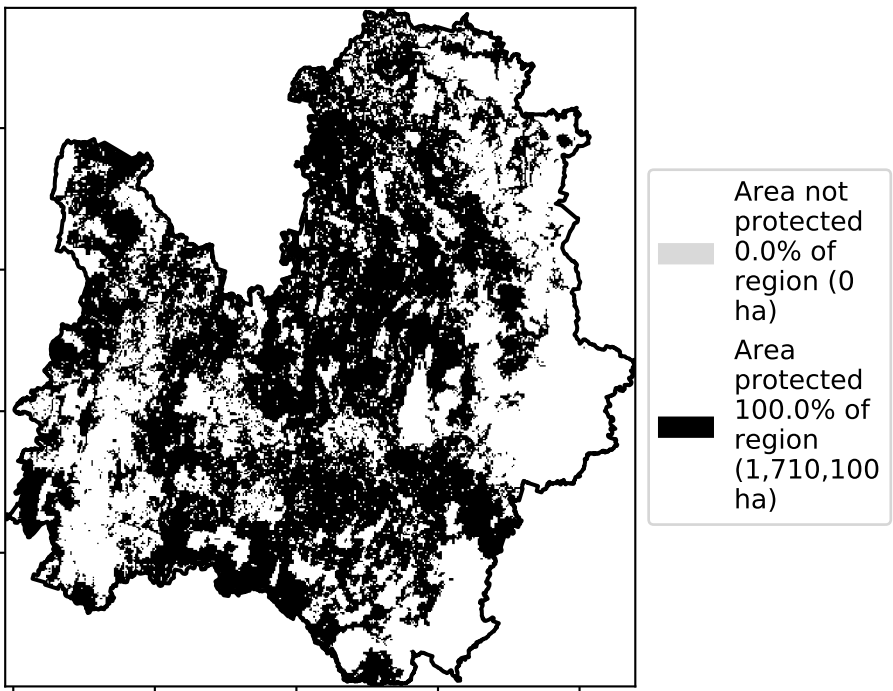 Area not
protected
0.0% of
region (0
ha)
Area
protected
100.0% of
region
(1,710,100
ha)